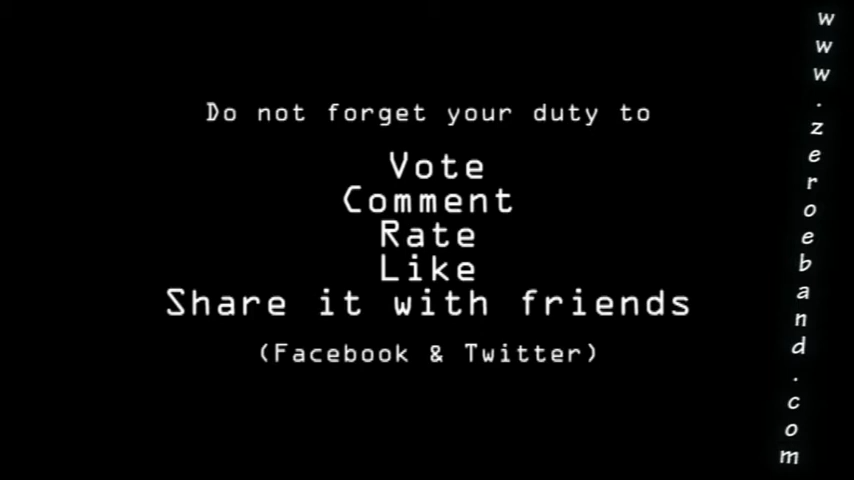 Do not forget your duty to
Vote
Comment
Rate
Like
Share it with friends
(Facebook & Twitter)
www.zeroeband.com